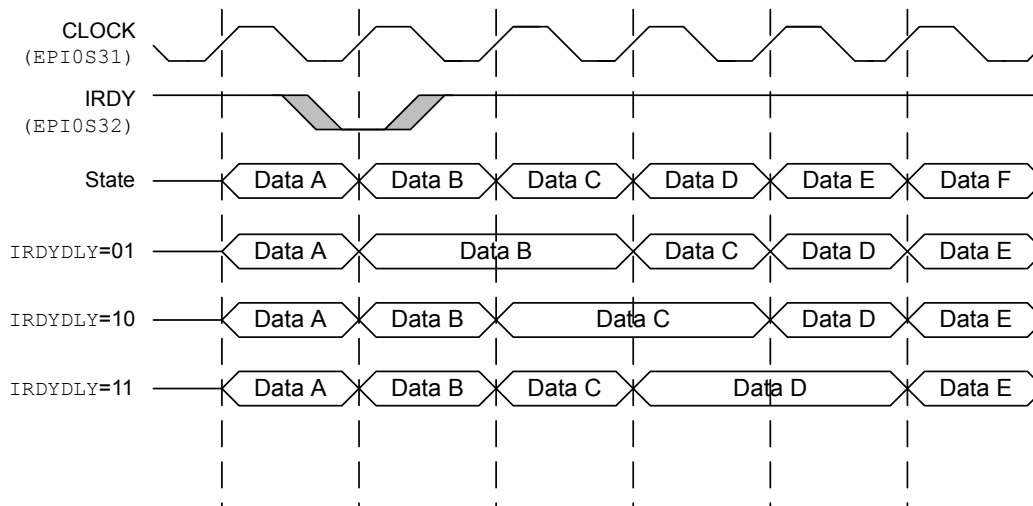 CLOCK
(EPI0S31)
IRDY
(EPI0S32)
State Data A Data B Data C Data D Data E Data F
IRDYDLY=01 Data A Data B Data C Data D Data E
IRDYDLY=10 Data A Data B Data C Data D Data E
IRDYDLY=11 Data A Data B Data C Data D Data E